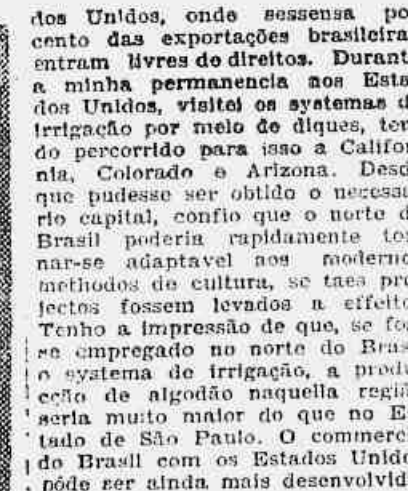 dos Unidos, onde sessensa po
cento das exportações brasileira
entram livres de direitos. Durant
a minha permanencia nos Esta
dos Unidos, visitei os systemas d
irrigação por meio de diques, ten
do percorrido para isso a Califor
nia, Colorado e Arizona. Desd
que pudesse ser obtido o necessa
rio capital, confio que o norte d
Brasil poderia rapidamente tor
nar-se adaptavel aos moderno
methodos de cultura, se taes pro
jectos fossem levados a effeito
Tenho a impressão de que, se fo
se empregado no norte do Bras
o systema de irrigação, a produ
cção de algodão naquella regiã
seria muito maior do que no E
tado de São Paulo. O commerc
do Brasil com os Estados Unido
póde ser ainda mais desenvolvid